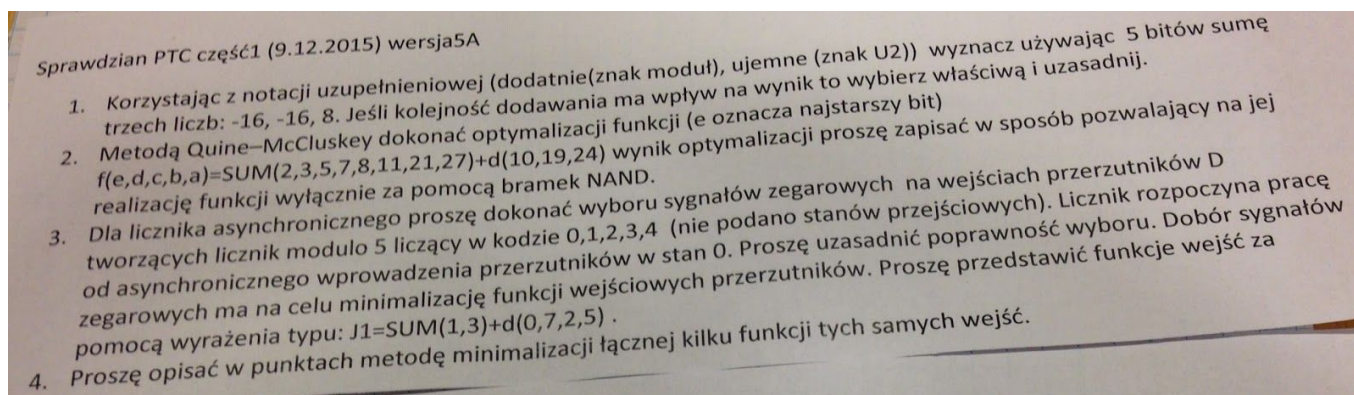 Sprawdzian PTC część1 (9.12.2015) wersja5A
1. Korzystając z notacji uzupełnieniowej (dodatnie(znak moduł), ujemne (znak U2)) wyznacz używając 5 bitów sumę
trzech liczb: -16, -16, 8. Jeśli kolejność dodawania ma wpływ na wynik to wybierz właściwą i uzasadnij.
2. Metodą Quine–McCluskey dokonać optymalizacji funkcji (e oznacza najstarszy bit)
f(e,d,c,b,a)=SUM(2,3,5,7,8,11,21,27)+d(10,19,24) wynik optymalizacji proszę zapisać w sposób pozwalający na jej
realizację funkcji wyłącznie za pomocą bramek NAND.
3. Dla licznika asynchronicznego proszę dokonać wyboru sygnałów zegarowych na wejściach przerzutników D
tworzących licznik modulo 5 liczący w kodzie 0,1,2,3,4 (nie podano stanów przejściowych). Licznik rozpoczyna pracę
od asynchronicznego wprowadzenia przerzutników w stan 0. Proszę uzasadnić poprawność wyboru. Dobór sygnałów
zegarowych ma na celu minimalizację funkcji wejściowych przerzutników. Proszę przedstawić funkcje wejść za
pomocą wyrażenia typu: J1=SUM(1,3)+d(0,7,2,5) .
4. Proszę opisać w punktach metodę minimalizacji łącznej kilku funkcji tych samych wejść.